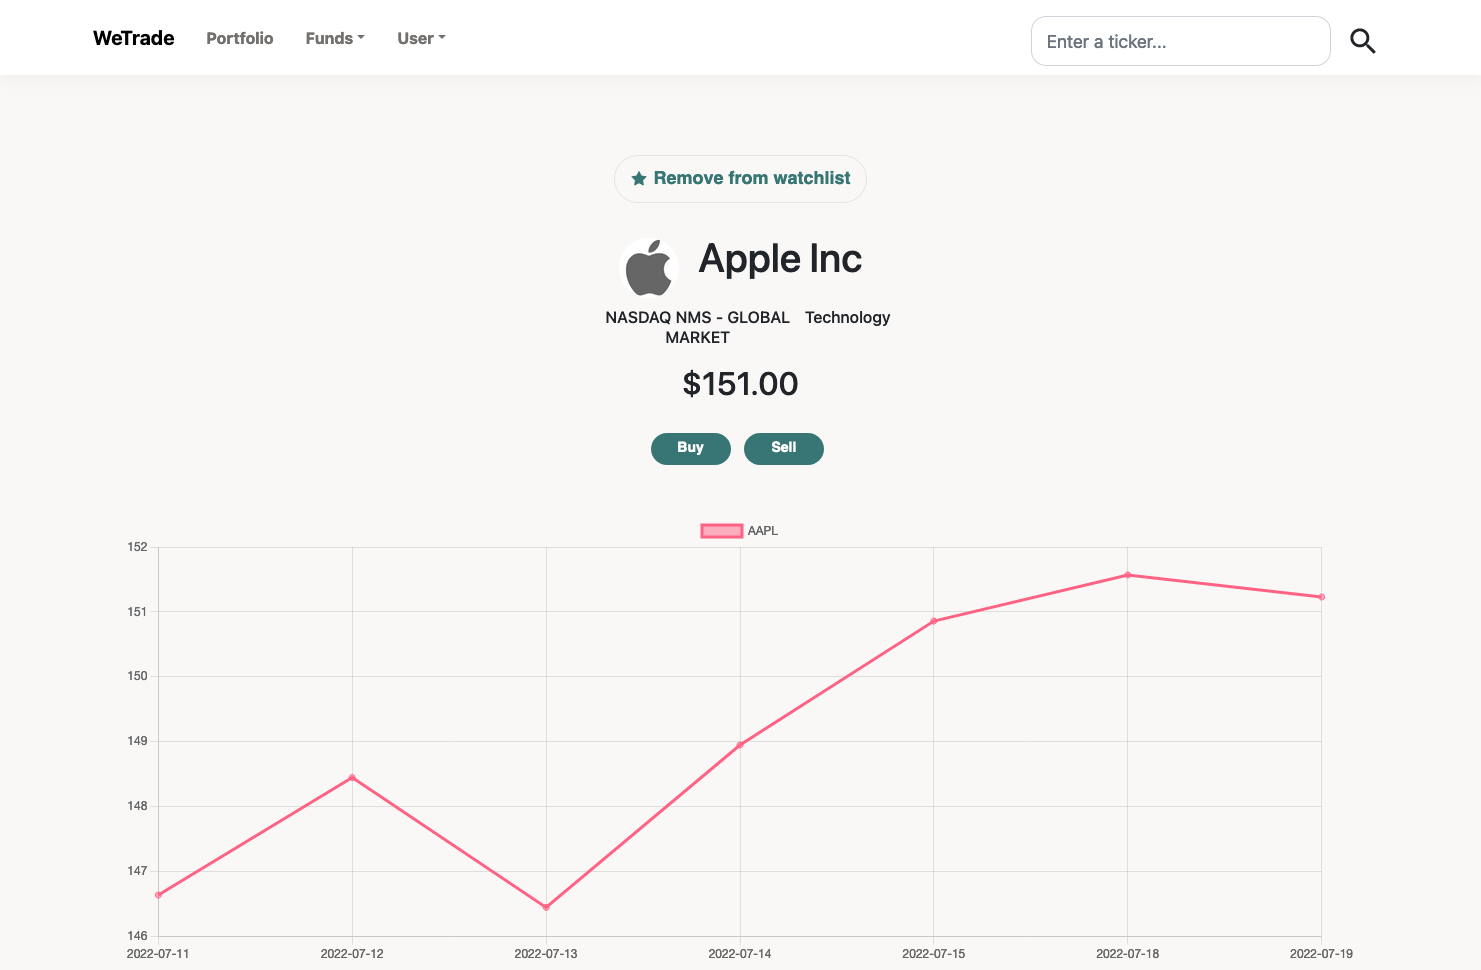 WeTrade Portfolio Funds User Enter a ticker...
Remove from watchlist
Apple Inc
NASDAQ NMS - GLOBAL MARKET
Technology
$151.00
Buy Sell
AAPL
152
151
150
149
148
147
146
2022-07-11 2022-07-12 2022-07-13 2022-07-14 2022-07-15 2022-07-18 2022-07-19